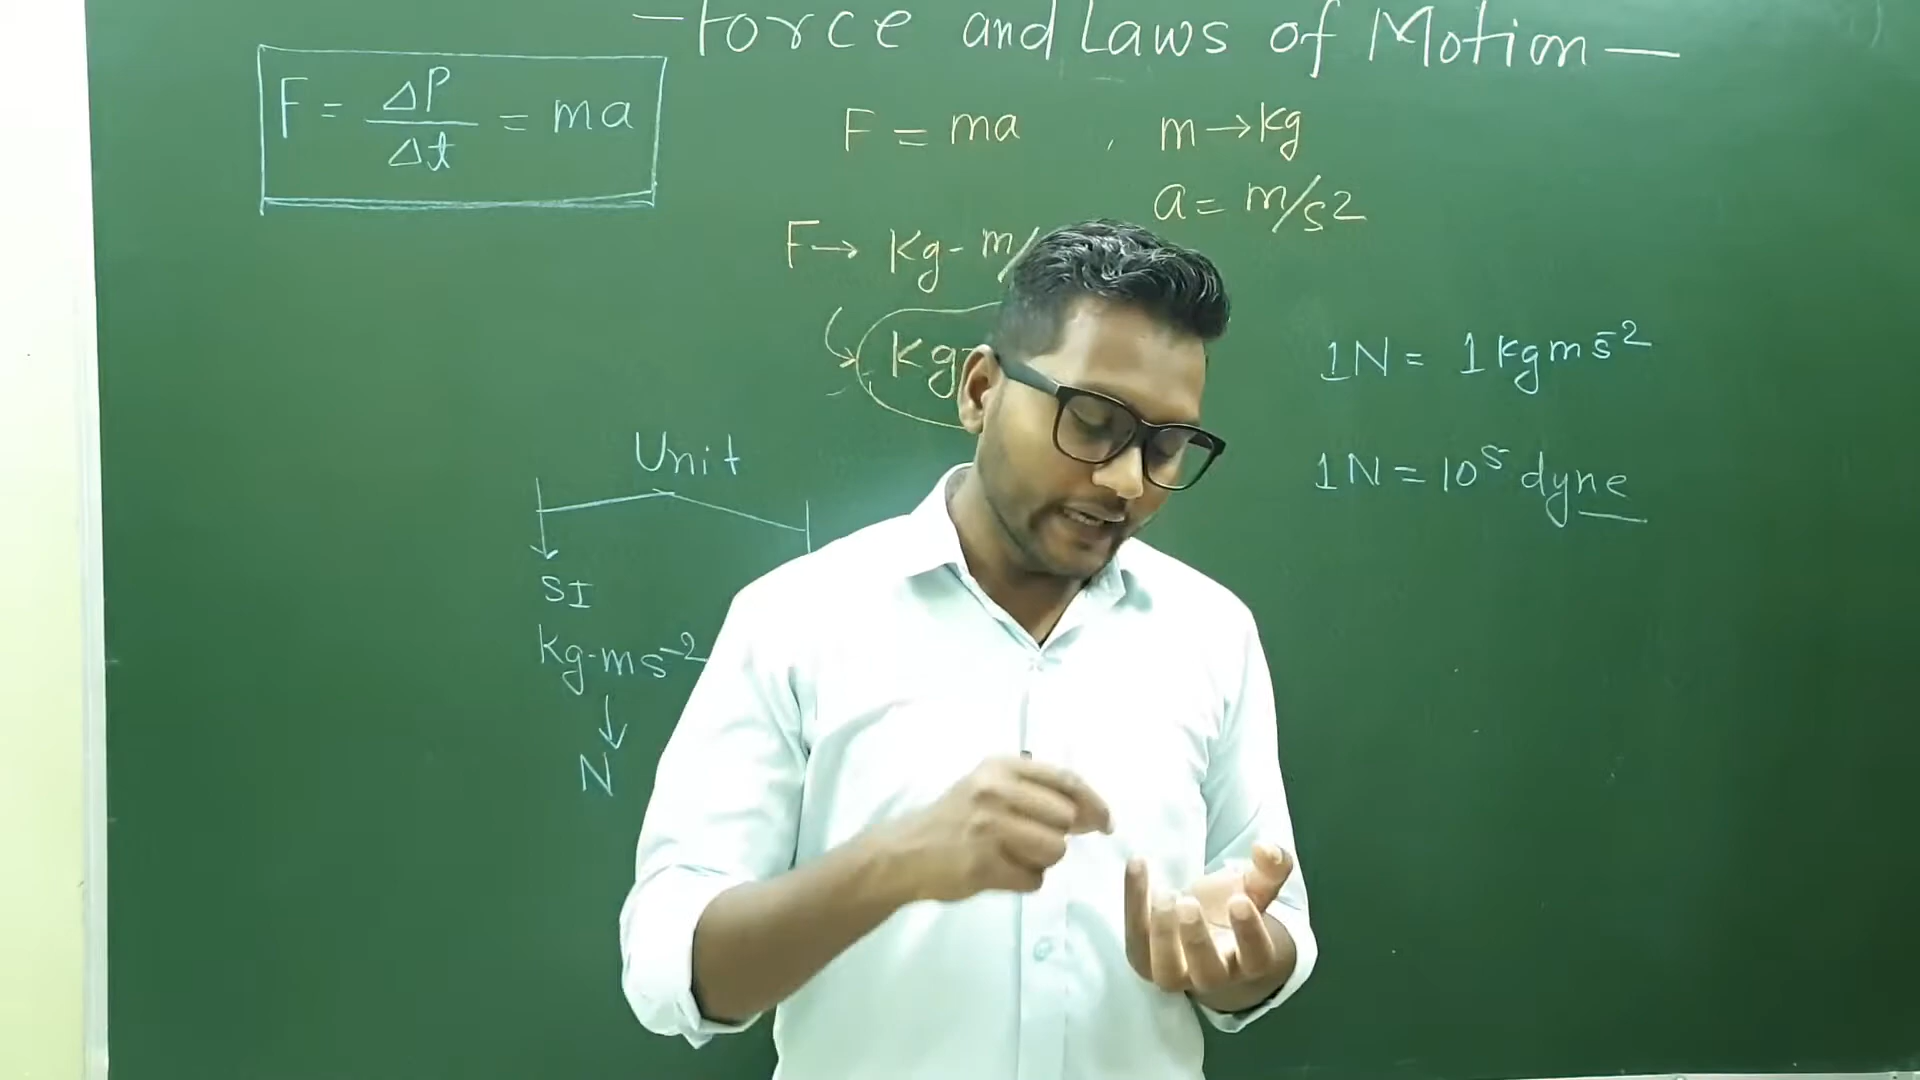 Force and Laws of Motion
F = ΔP/Δt = ma
F = ma , m → kg
a = m/s2
F → Kg-m/
Kg-
1N = 1kgms⁻²
Unit
1N = 10⁵ dyne
SI
Kg-ms⁻²
N